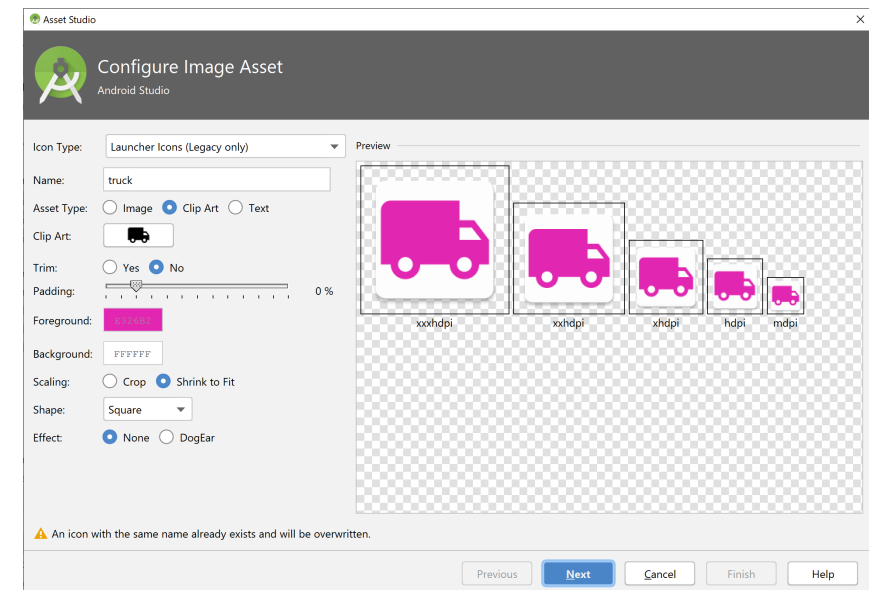 Asset Studio
Configure Image Asset
Android Studio
Icon Type: Launcher Icons (Legacy only)
Preview
Name: truck
Asset Type: Image Clip Art Text
Clip Art:
Trim: Yes No
Padding: 0 %
Foreground: E326B2
Background: FFFFFF
Scaling: Crop Shrink to Fit
Shape: Square
Effect: None DogEar
xxxhdpi xxhdpi xhdpi hdpi mdpi
An icon with the same name already exists and will be overwritten.
Previous Next Cancel Finish Help